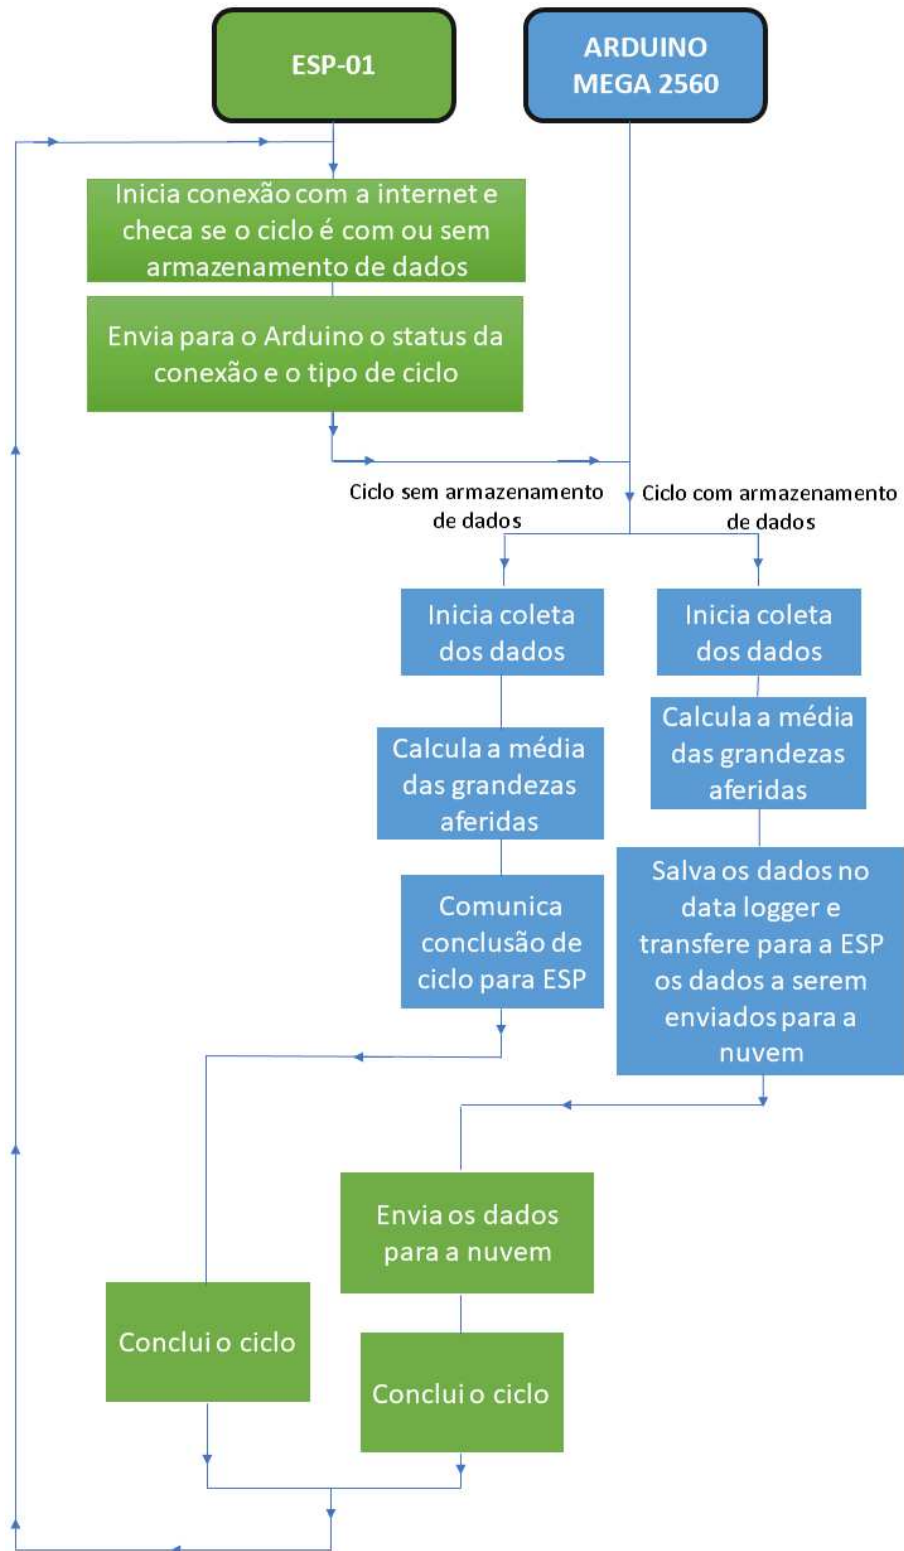 ESP-01
ARDUINO
MEGA 2560
Inicia conexão com a internet e
checa se o ciclo é com ou sem
armazenamento de dados
Envia para o Arduino o status da
conexão e o tipo de ciclo
Ciclo sem armazenamento
de dados
Ciclo com armazenamento
de dados
Inicia coleta
dos dados
Inicia coleta
dos dados
Calcula a média
das grandezas
aferidas
Calcula a média
das grandezas
aferidas
Comunica
conclusão de
ciclo para ESP
Salva os dados no
data logger e
transfere para a ESP
os dados a serem
enviados para a
nuvem
Envia os dados
para a nuvem
Conclui o ciclo
Conclui o ciclo